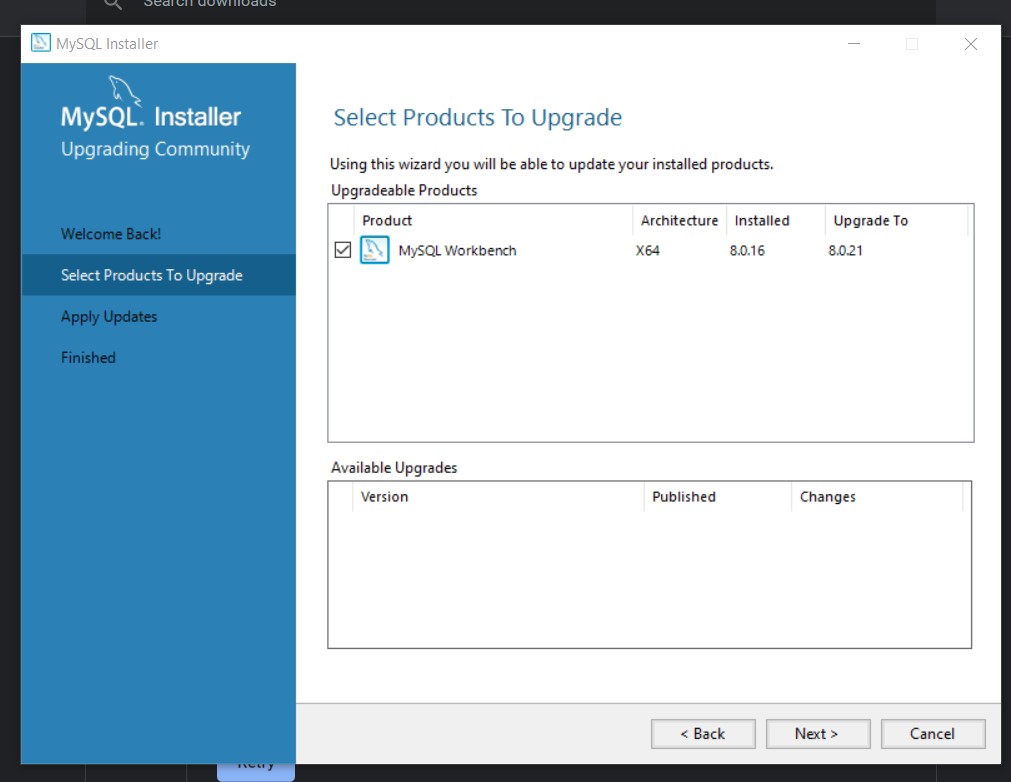 Search downloads
MySQL Installer
MySQL. Installer
Upgrading Community
Welcome Back!
Select Products To Upgrade
Apply Updates
Finished
Select Products To Upgrade
Using this wizard you will be able to update your installed products.
Upgradeable Products
Product Architecture Installed Upgrade To
MySQL Workbench X64 8.0.16 8.0.21
Available Upgrades
Version Published Changes
< Back Next > Cancel
Retry